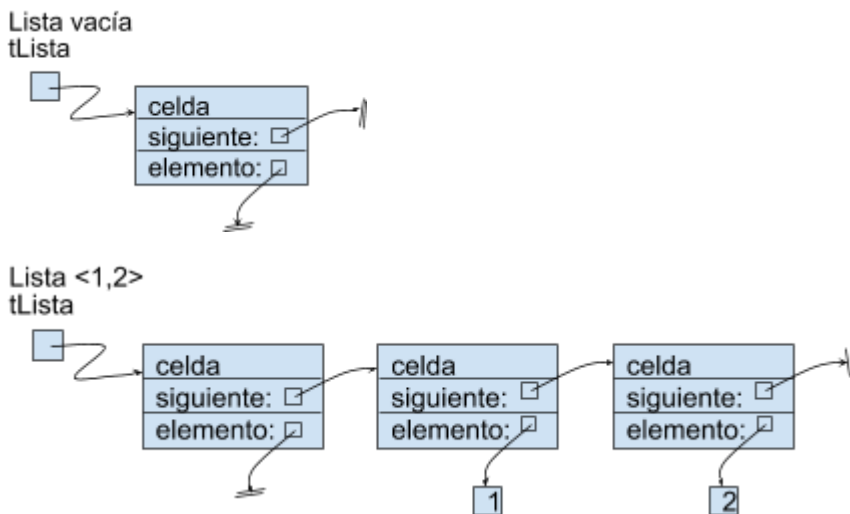 Lista vacía
tLista
celda
siguiente:
elemento:
Lista <1,2>
tLista
celda
siguiente:
elemento:
celda
siguiente:
elemento:
celda
siguiente:
elemento:
1
2